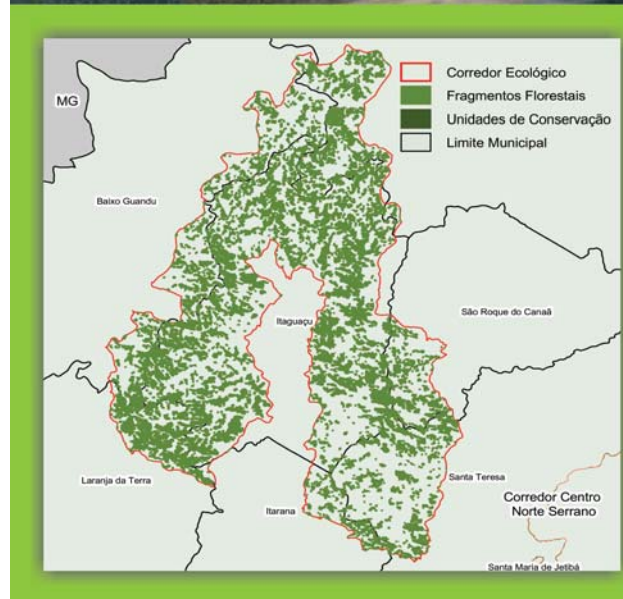 MG
Corredor Ecológico
Fragmentos Florestais
Unidades de Conservação
Limite Municipal
Baixo Guandu
São Roque do Canaã
Itaguaçu
Laranja da Terra
Itarana
Santa Teresa
Corredor Centro
Norte Serrano
Santa Maria de Jetibá